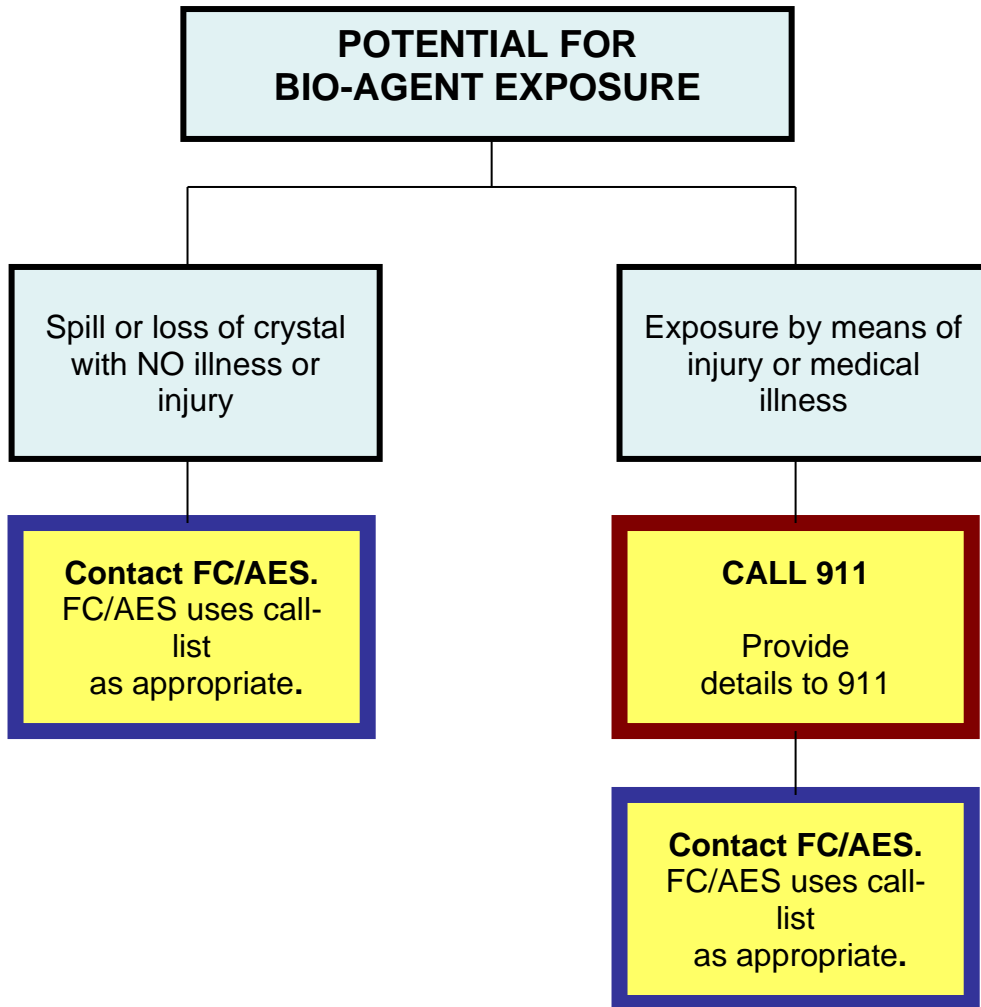 POTENTIAL FOR
BIO-AGENT EXPOSURE
Spill or loss of crystal
with NO illness or
injury
Exposure by means of
injury or medical
illness
Contact FC/AES.
FC/AES uses call-
list
as appropriate.
CALL 911
Provide
details to 911
Contact FC/AES.
FC/AES uses call-
list
as appropriate.